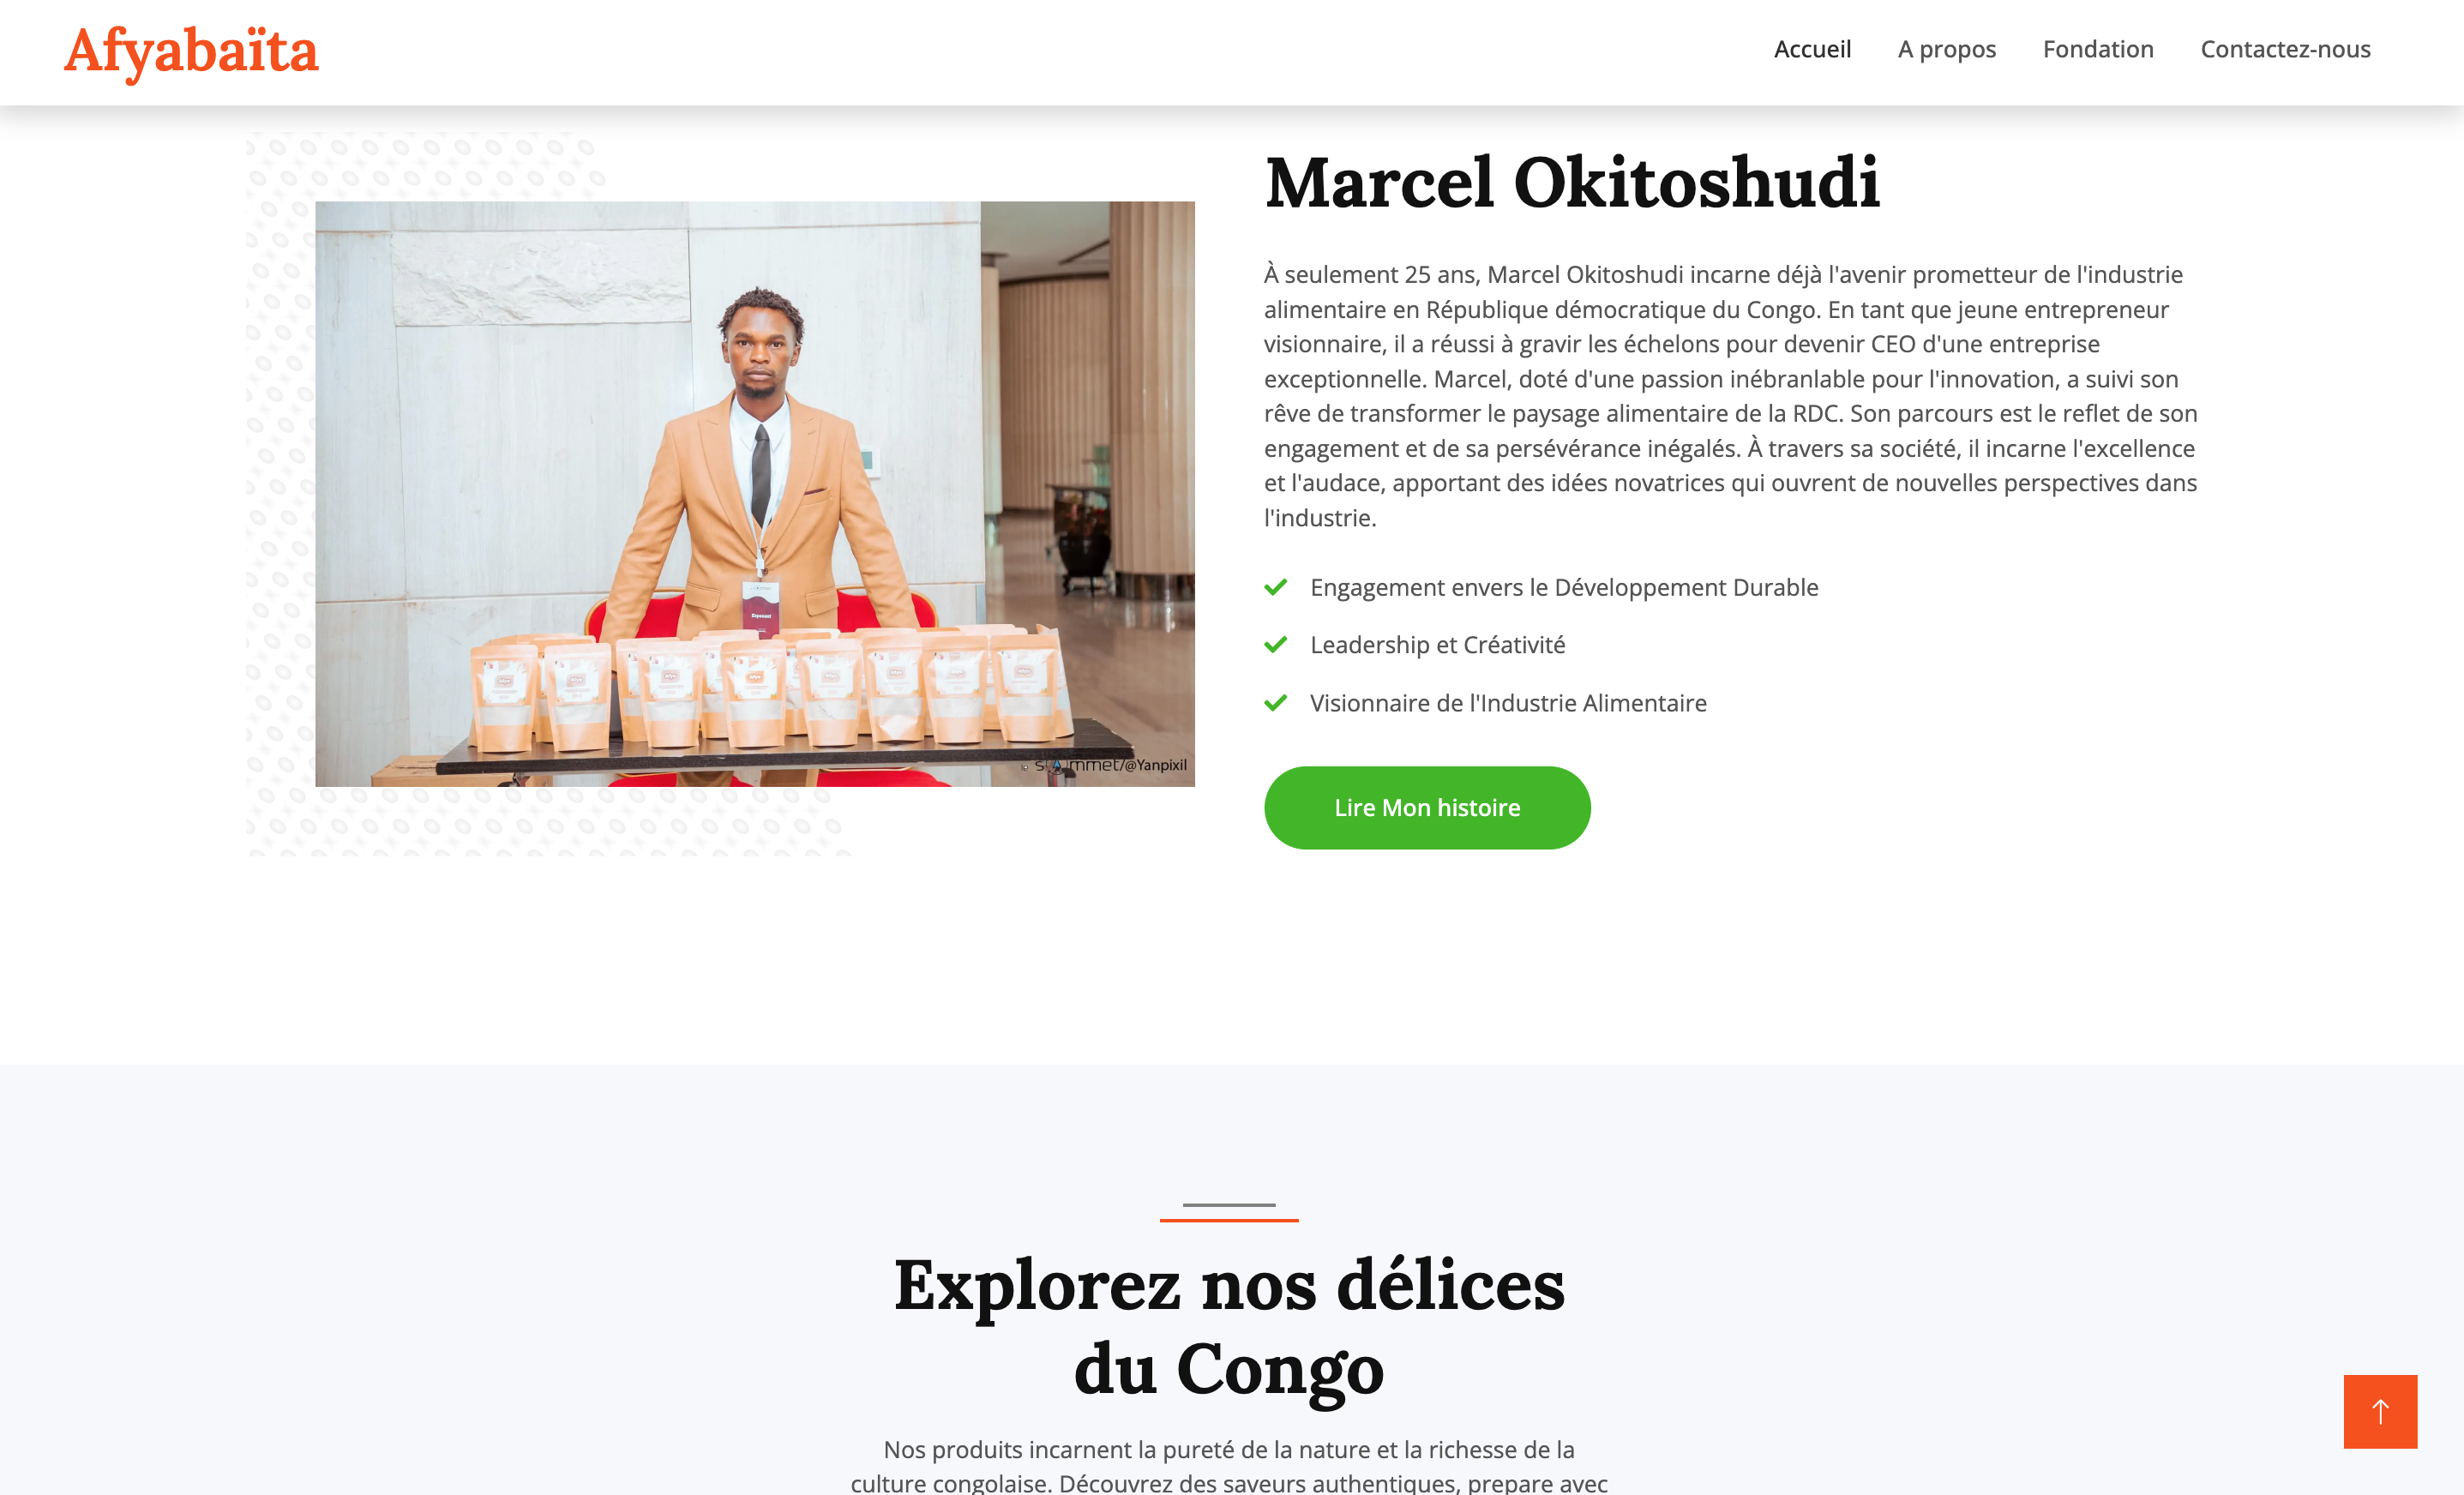 Afyabaïta
Accueil
A propos
Fondation
Contactez-nous
Marcel Okitoshudi
À seulement 25 ans, Marcel Okitoshudi incarne déjà l'avenir prometteur de l'industrie
alimentaire en République démocratique du Congo. En tant que jeune entrepreneur
visionnaire, il a réussi à gravir les échelons pour devenir CEO d'une entreprise
exceptionnelle. Marcel, doté d'une passion inébranlable pour l'innovation, a suivi son
rêve de transformer le paysage alimentaire de la RDC. Son parcours est le reflet de son
engagement et de sa persévérance inégalés. À travers sa société, il incarne l'excellence
et l'audace, apportant des idées novatrices qui ouvrent de nouvelles perspectives dans
l'industrie.
Engagement envers le Développement Durable
Leadership et Créativité
Visionnaire de l'Industrie Alimentaire
Lire Mon histoire
@Yanpixil
Explorez nos délices
du Congo
Nos produits incarnent la pureté de la nature et la richesse de la
culture congolaise. Découvrez des saveurs authentiques, prepare avec